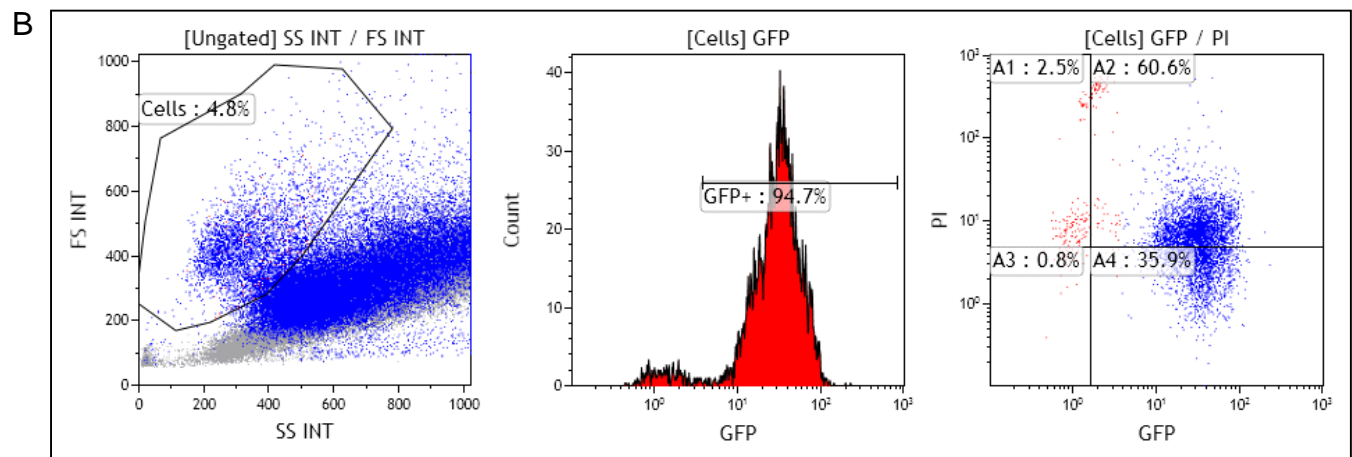 B
[Ungated] SS INT / FS INT
1000
800
600
400
200
0
Cells : 4.8%
FS INT
0 200 400 600 800 1000
SS INT
[Cells] GFP
40
30
20
10
0
GFP+ : 94.7%
Count
10⁰ 10¹ 10² 10³
GFP
[Cells] GFP / PI
10³
10²
10¹
10⁰
A1 : 2.5% A2 : 60.6%
A3 : 0.8% A4 : 35.9%
PI
10⁰ 10¹ 10² 10³
GFP